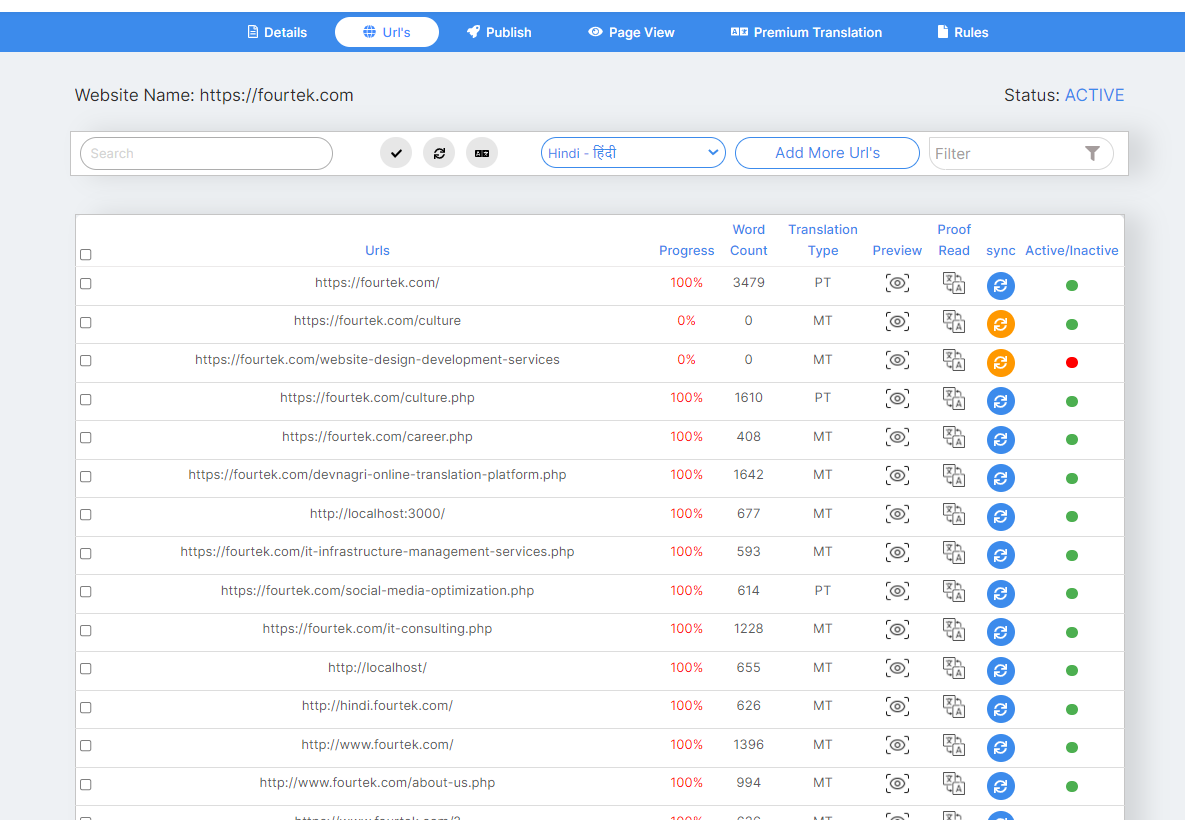 Details Url's Publish Page View Premium Translation Rules
Website Name: https://fourtek.com Status: ACTIVE
Search Hindi - हिंदी Add More Url's Filter
Word Translation Proof
Urls Progress Count Type Preview Read sync Active/Inactive
https://fourtek.com/ 100% 3479 PT
https://fourtek.com/culture 0% 0 MT
https://fourtek.com/website-design-development-services 0% 0 MT
https://fourtek.com/culture.php 100% 1610 PT
https://fourtek.com/career.php 100% 408 MT
https://fourtek.com/devnagri-online-translation-platform.php 100% 1642 MT
http://localhost:3000/ 100% 677 MT
https://fourtek.com/it-infrastructure-management-services.php 100% 593 MT
https://fourtek.com/social-media-optimization.php 100% 614 PT
https://fourtek.com/it-consulting.php 100% 1228 MT
http://localhost/ 100% 655 MT
http://hindi.fourtek.com/ 100% 626 MT
http://www.fourtek.com/ 100% 1396 MT
http://www.fourtek.com/about-us.php 100% 994 MT